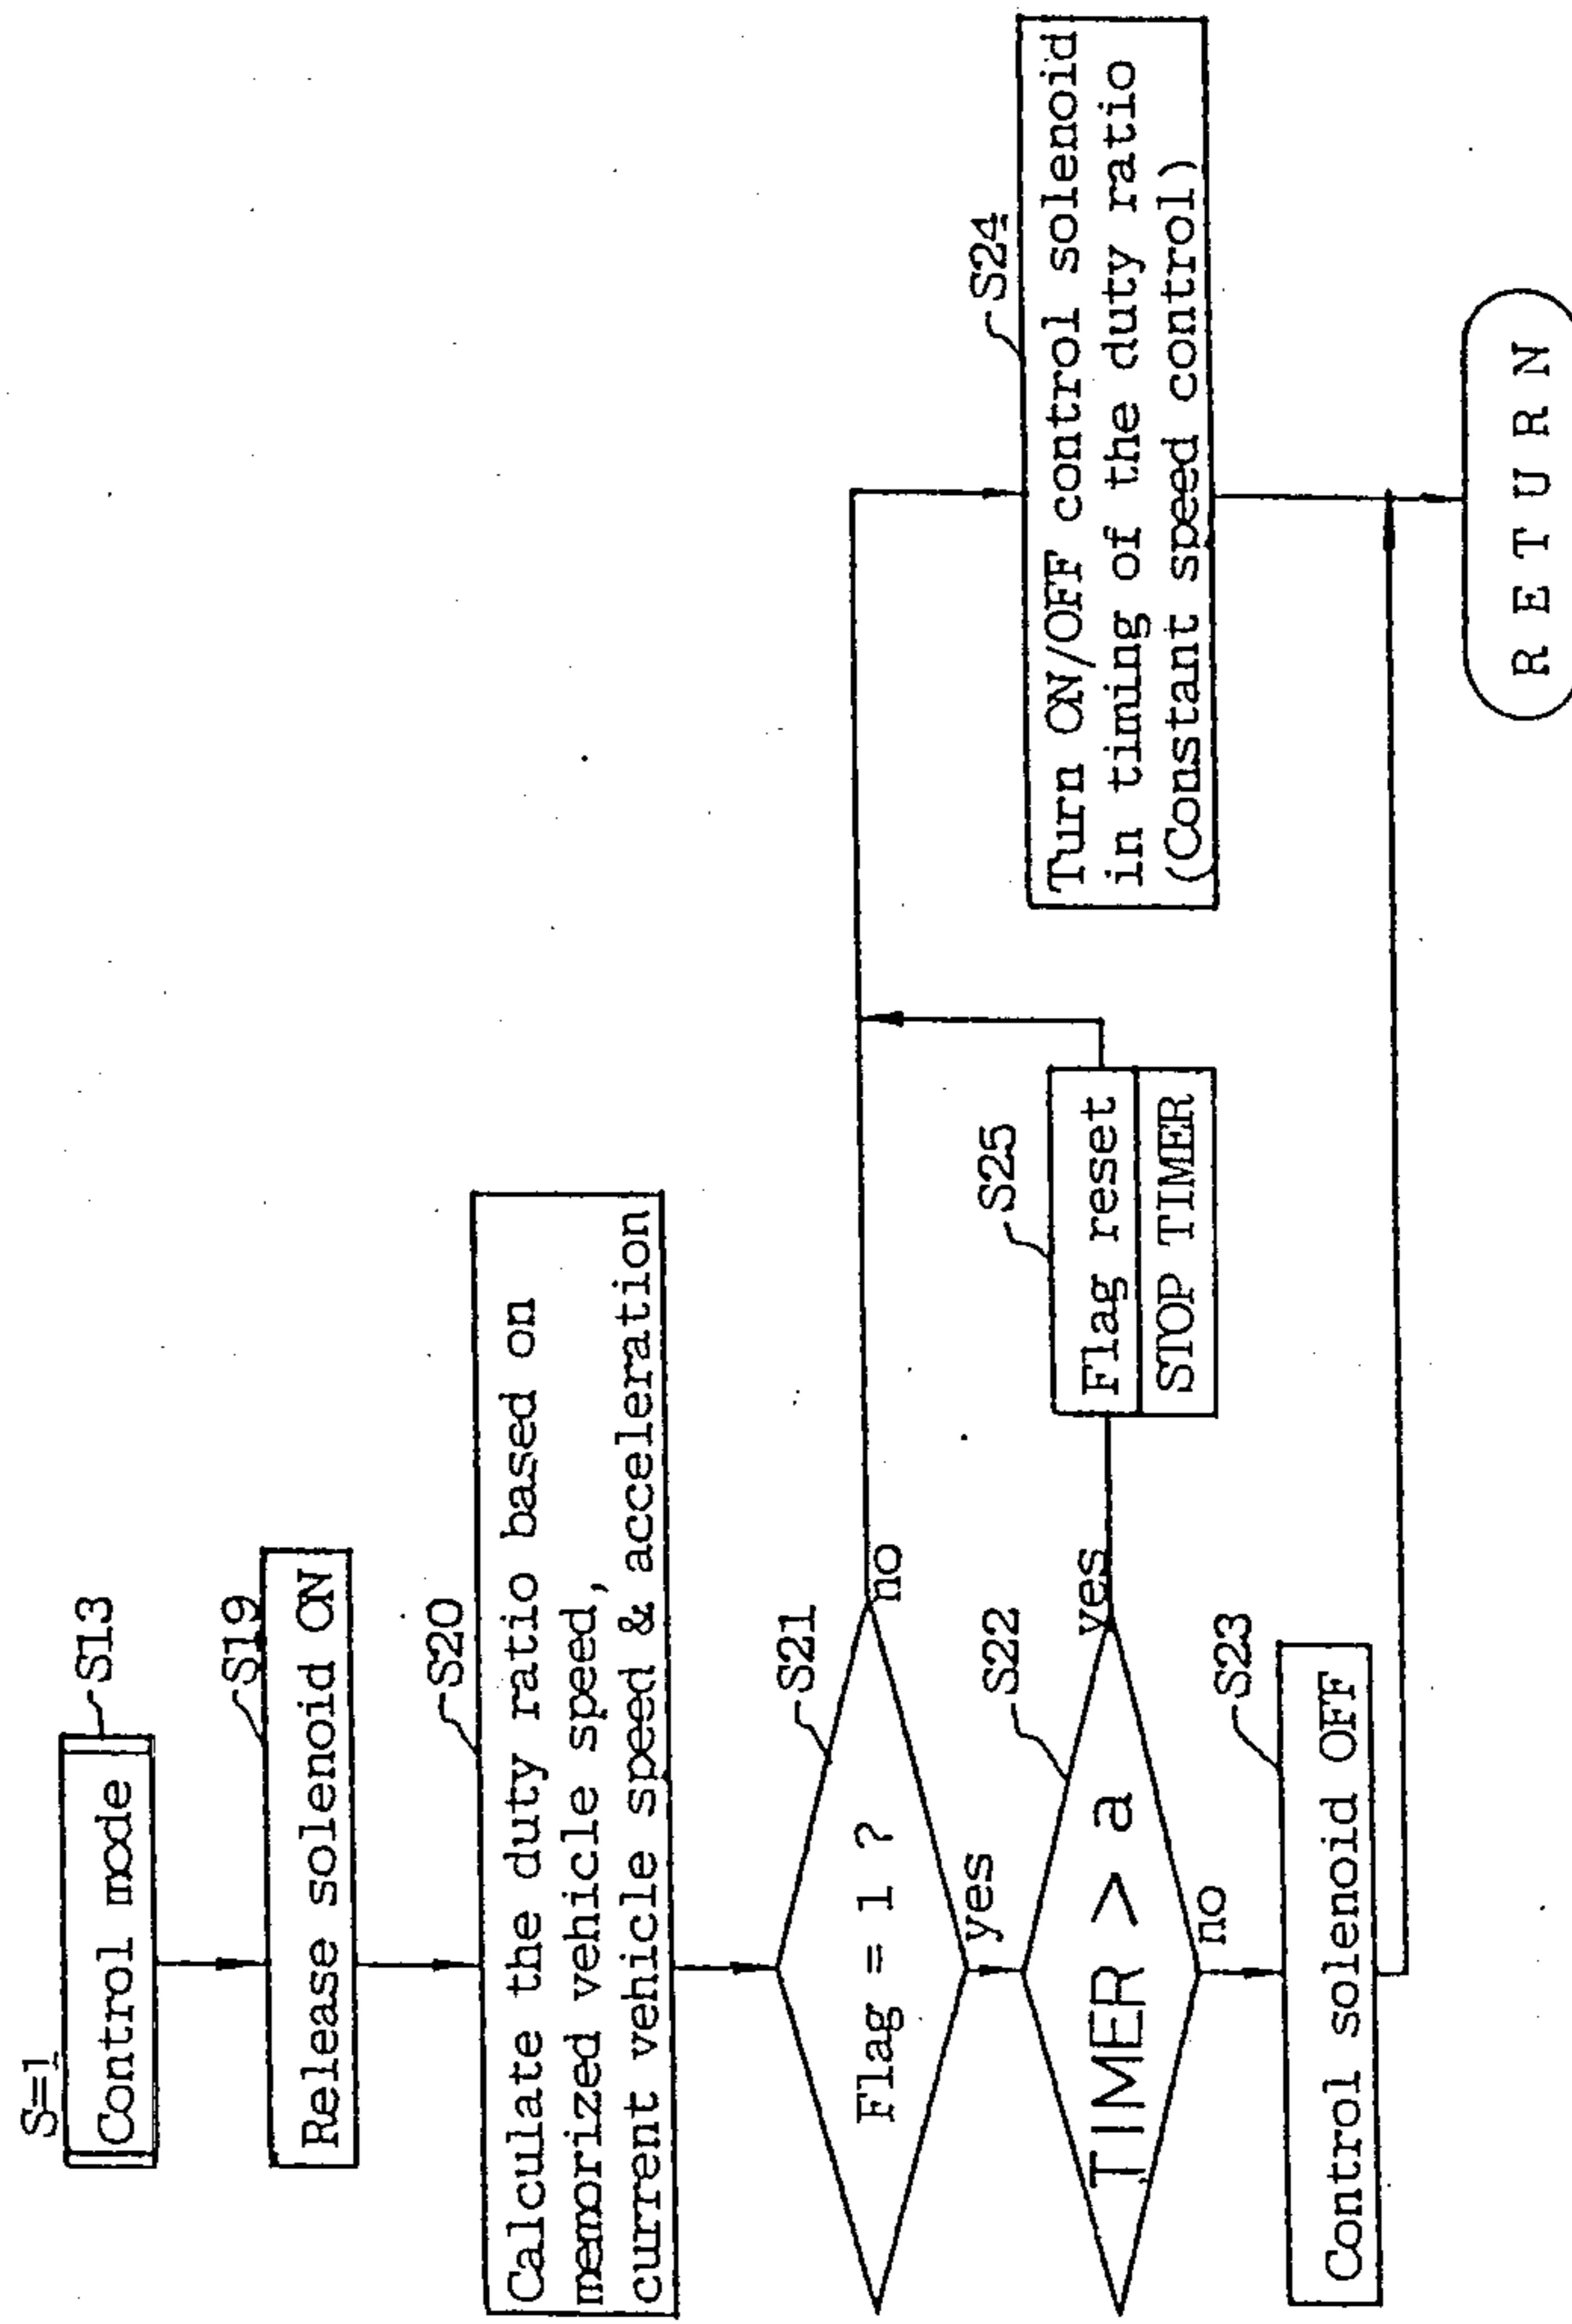 S=1
Control mode
S13
S19
Release solenoid ON
S20
Calculate the duty ratio based on
memorized vehicle speed,
current vehicle speed & acceleration
S21
Flag = 1 ?
no
yes
S22
TIMER > a
yes
no
S25
Flag reset
STOP TIMER
S23
Control solenoid OFF
S24
Turn ON/OFF control solenoid
in timing of the duty ratio
(Constant speed control)
RETURN